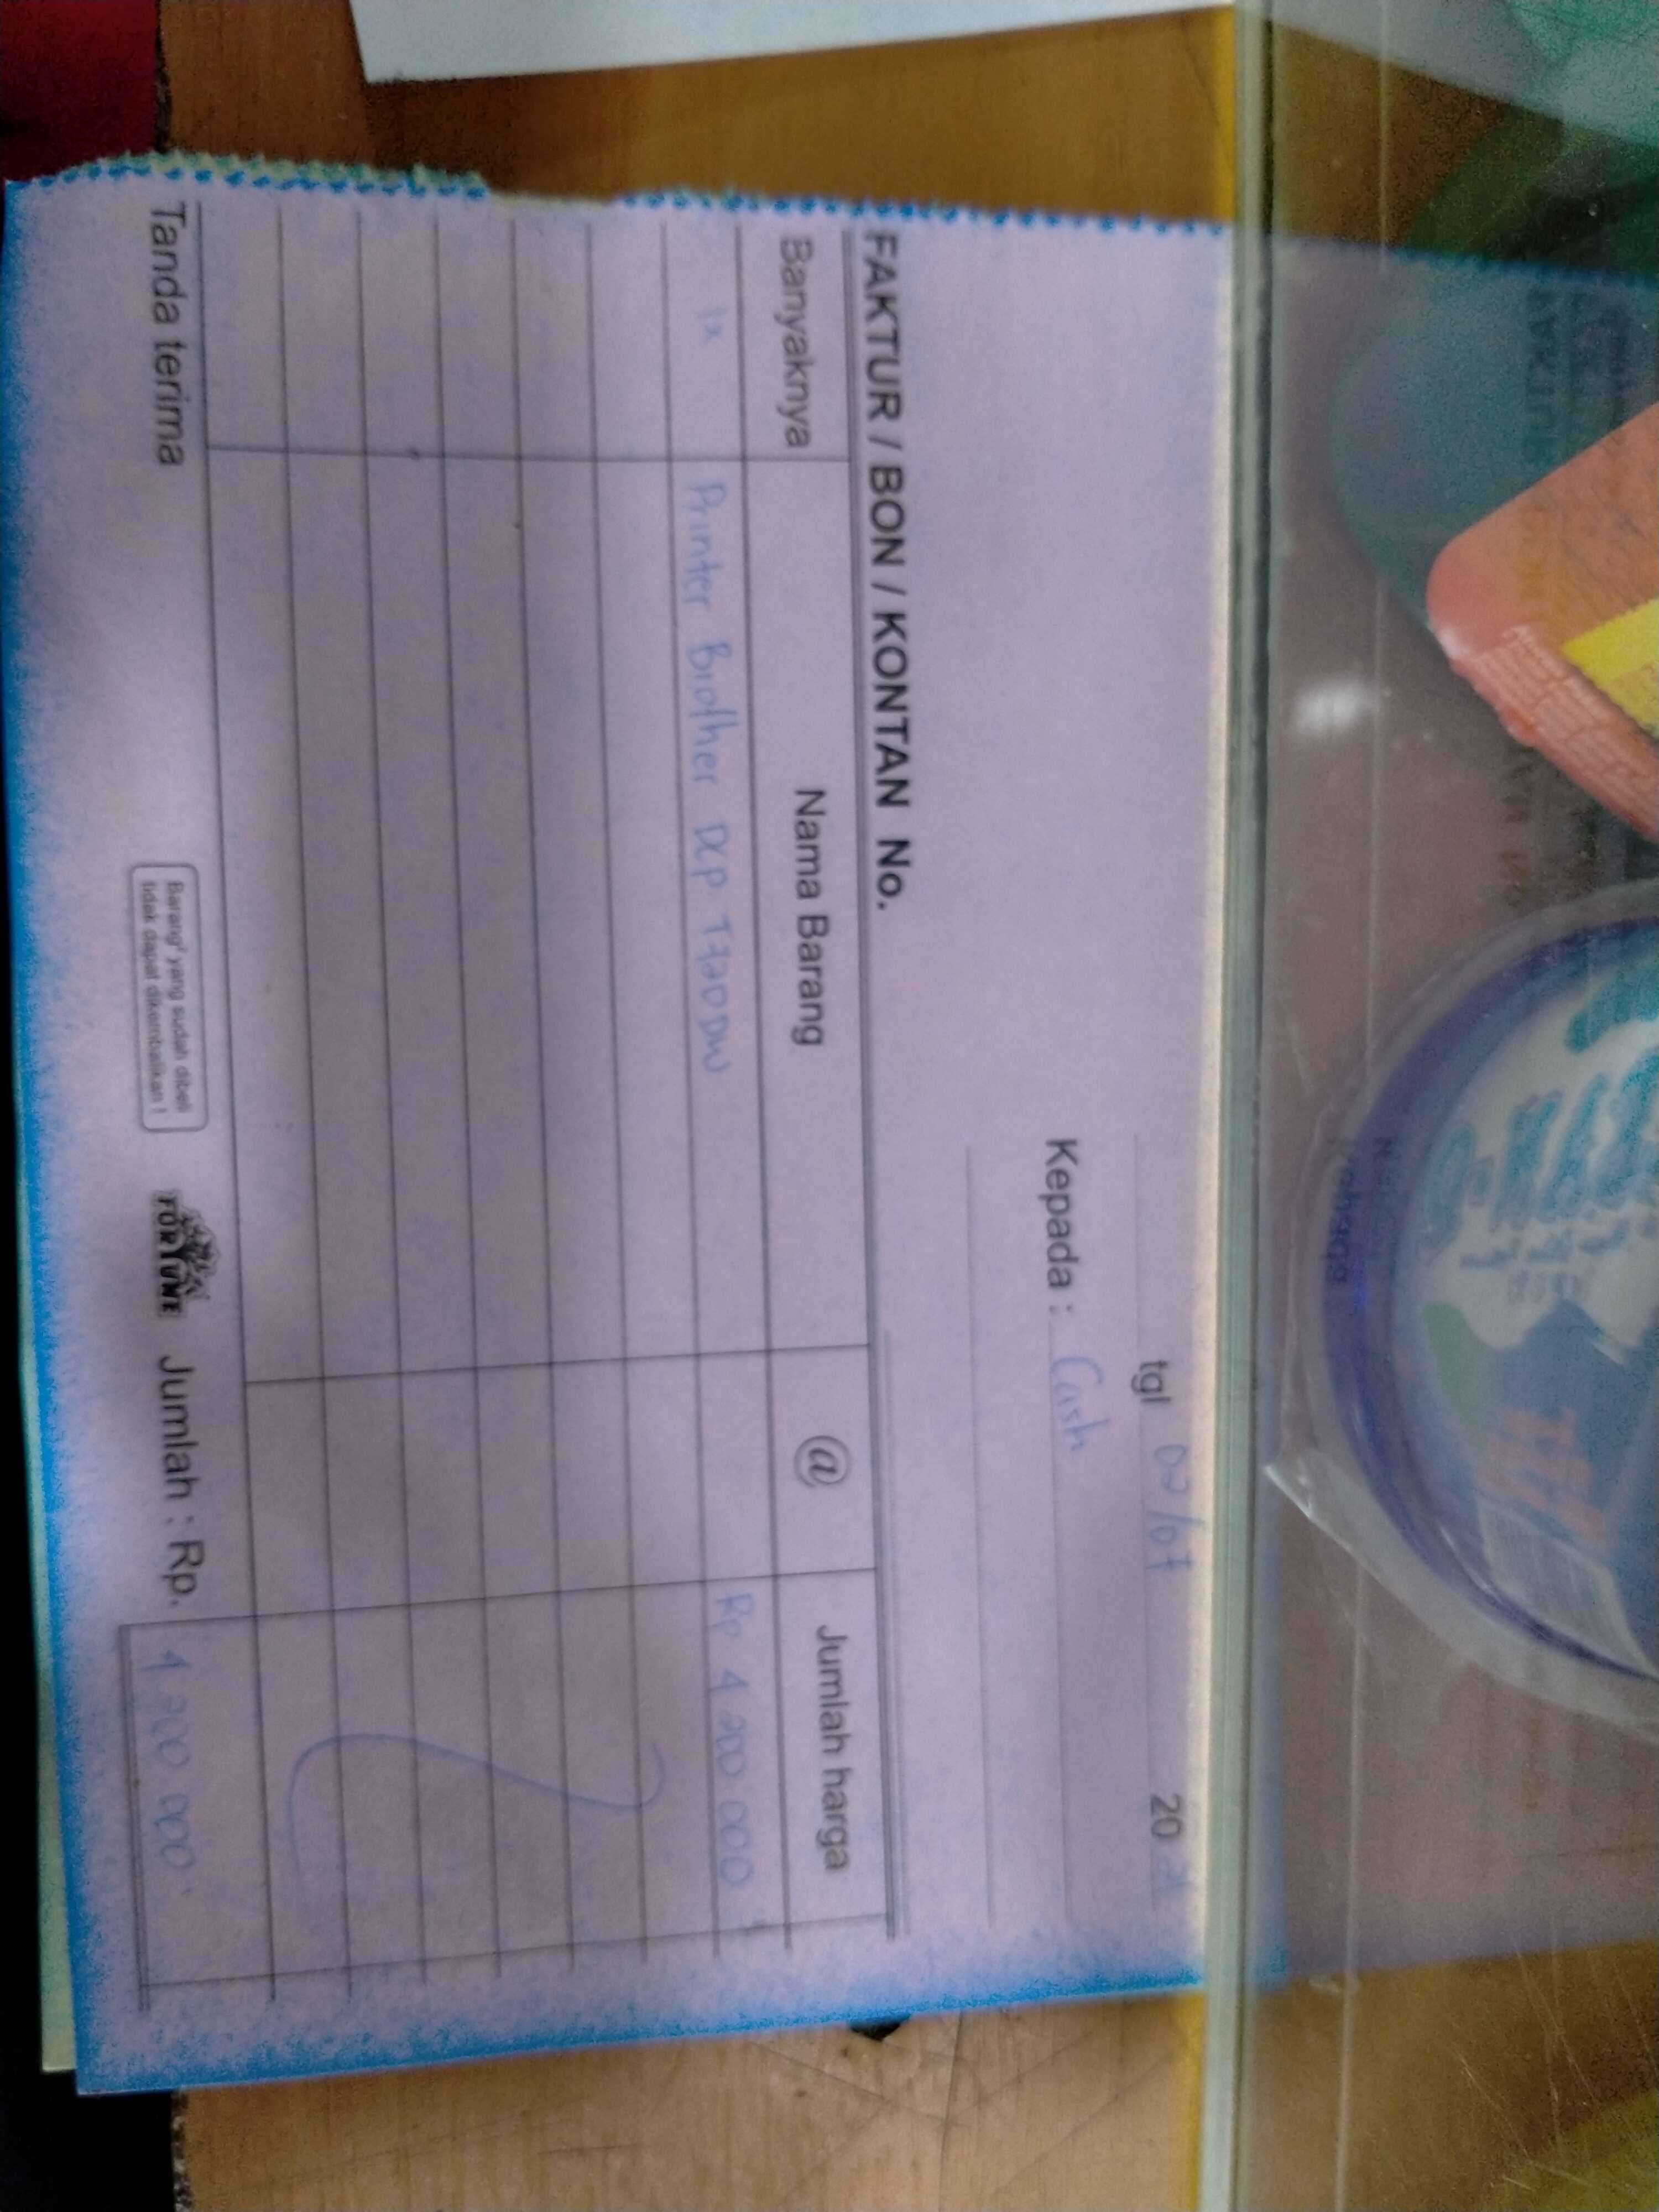 tgl 02/07 20
Kepada : Cash
FAKTUR / BON / KONTAN No.
Banyaknya Nama Barang @ Jumlah harga
1x Printer Brother DCP T720DW Rp 4.200.000
Tanda terima
Barang² yang sudah dibeli
tidak dapat dikembalikan !
FORTUNE
Jumlah : Rp. 4.200.000